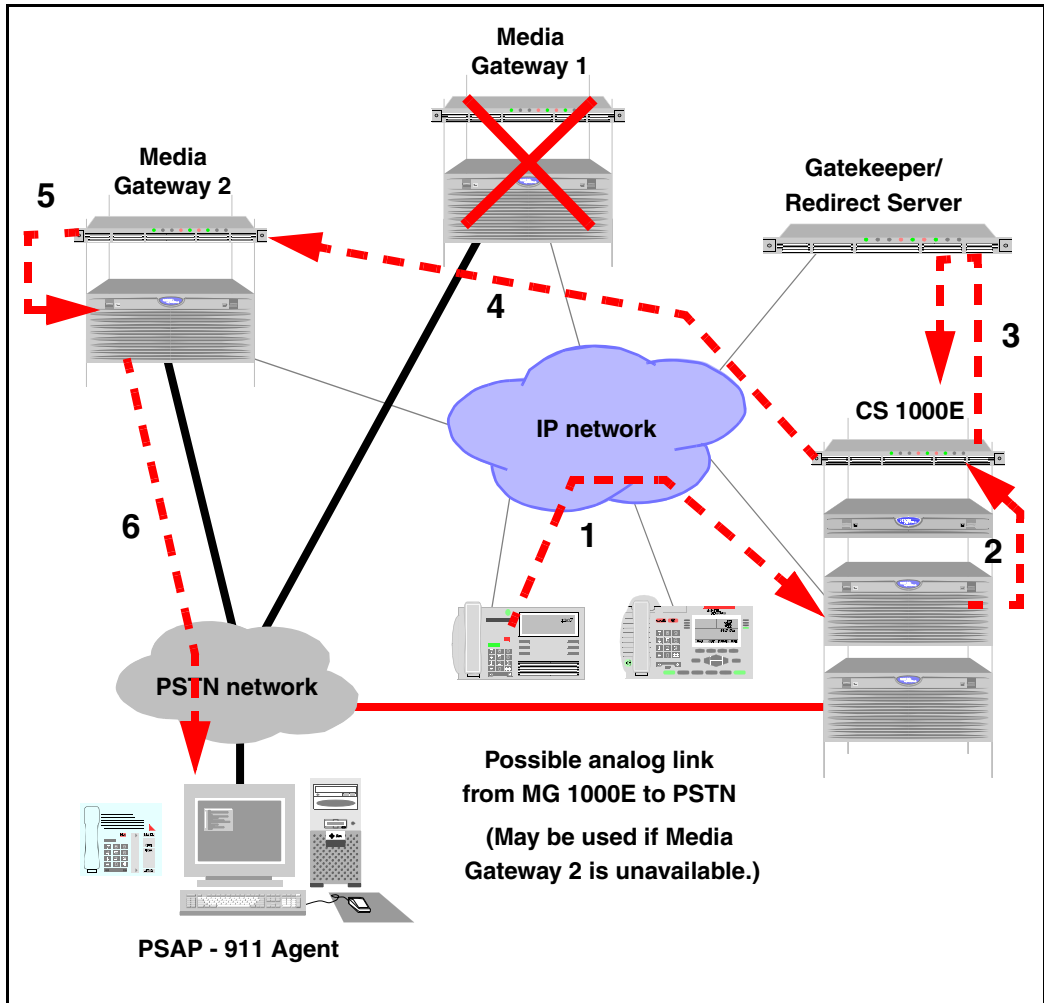 Media
Gateway 1
Media
Gateway 2
Gatekeeper/
Redirect Server
5
4
3
CS 1000E
IP network
6
1
2
PSTN network
Possible analog link
from MG 1000E to PSTN
(May be used if Media
Gateway 2 is unavailable.)
PSAP - 911 Agent